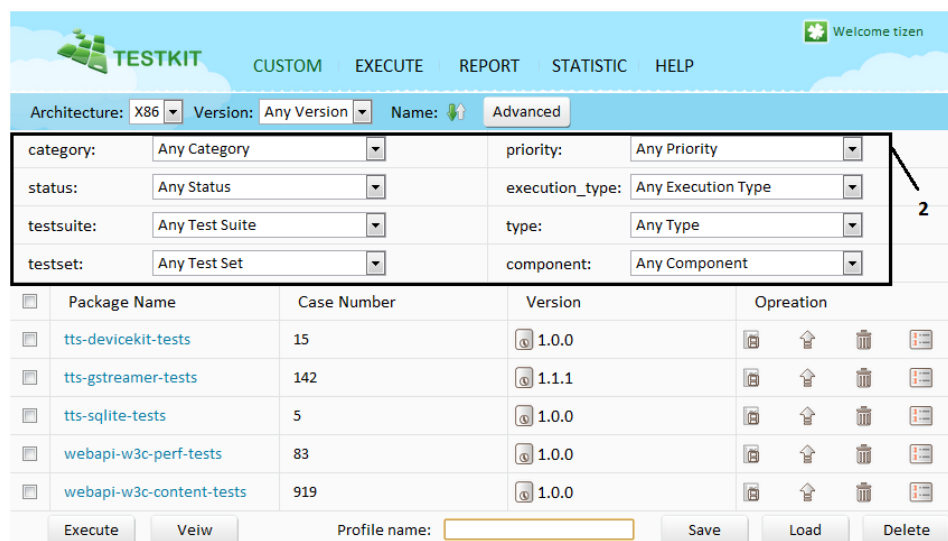 Welcome tizen
TESTKIT
CUSTOM EXECUTE REPORT STATISTIC HELP
Architecture: X86 Version: Any Version Name: Advanced
category: Any Category priority: Any Priority
status: Any Status execution_type: Any Execution Type
2
testsuite: Any Test Suite type: Any Type
testset: Any Test Set component: Any Component
Package Name Case Number Version Opreation
tts-devicekit-tests 15 1.0.0
tts-gstreamer-tests 142 1.1.1
tts-sqlite-tests 5 1.0.0
webapi-w3c-perf-tests 83 1.0.0
webapi-w3c-content-tests 919 1.0.0
Execute Veiw Profile name: Save Load Delete